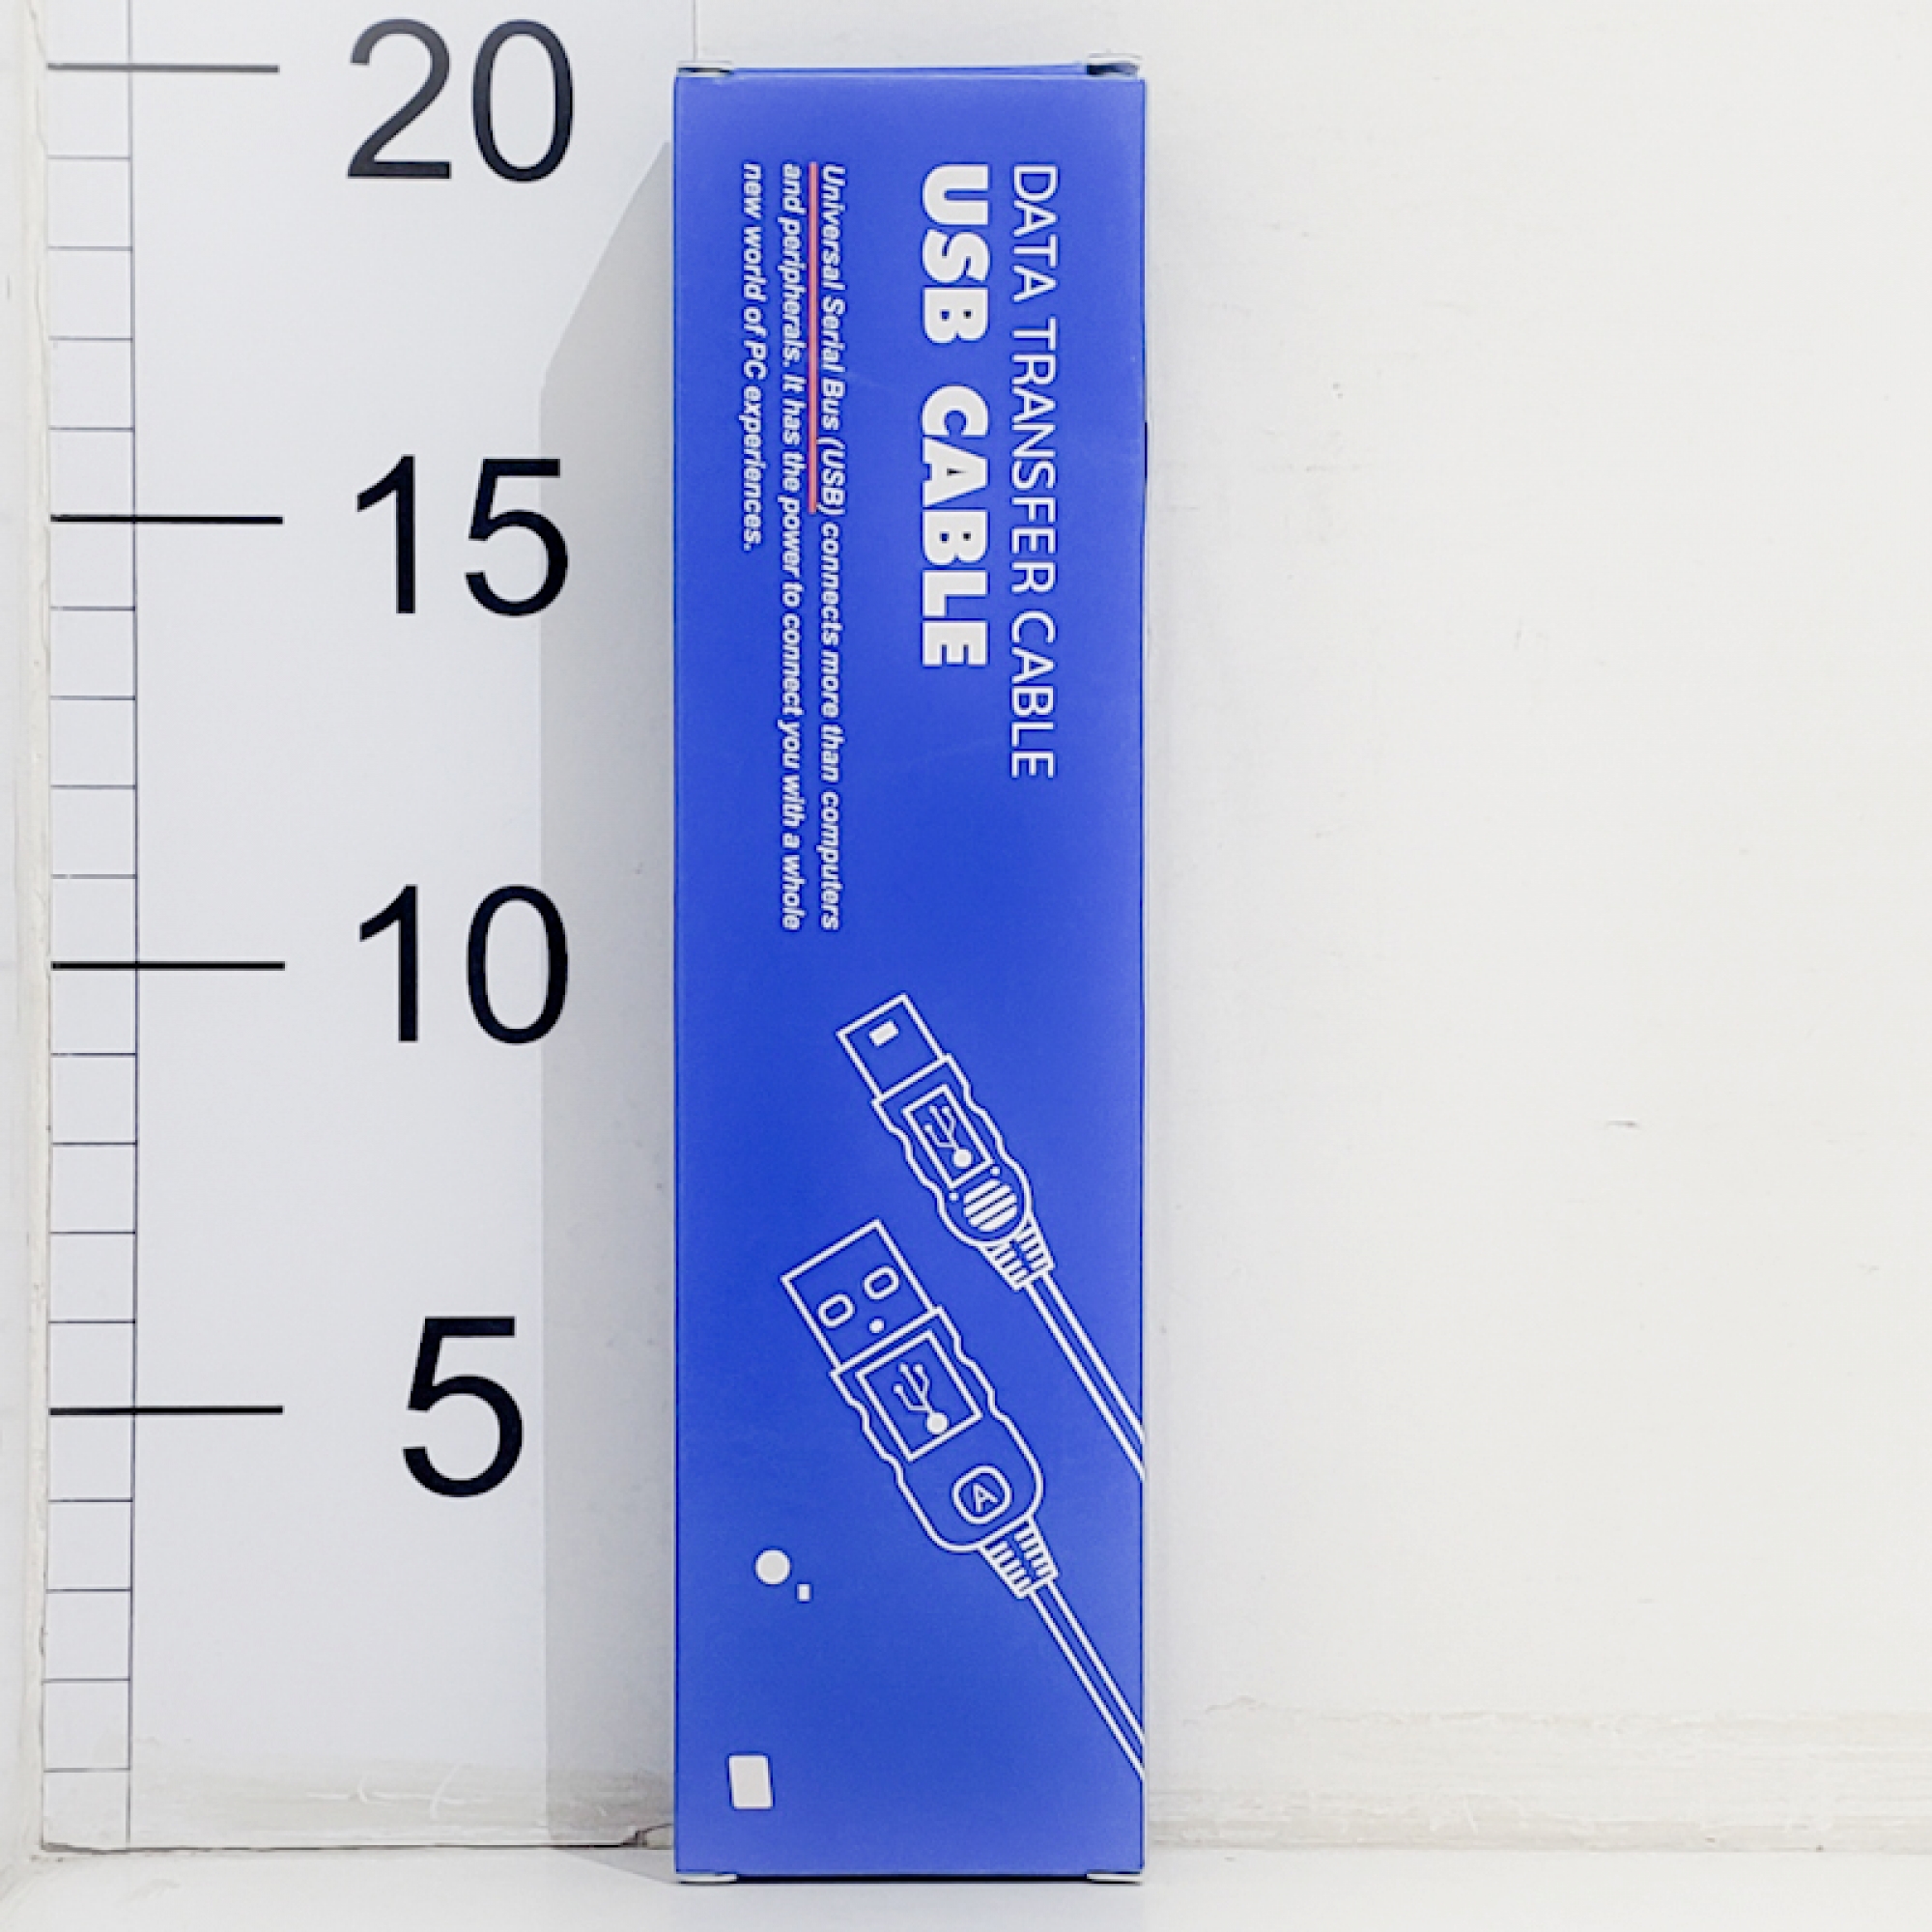 20
15
10
5
DATA TRANSFER CABLE
USB CABLE
Universal Serial Bus (USB) connects more than computers
and peripherals. It has the power to connect you with a whole
new world of PC experiences.
A